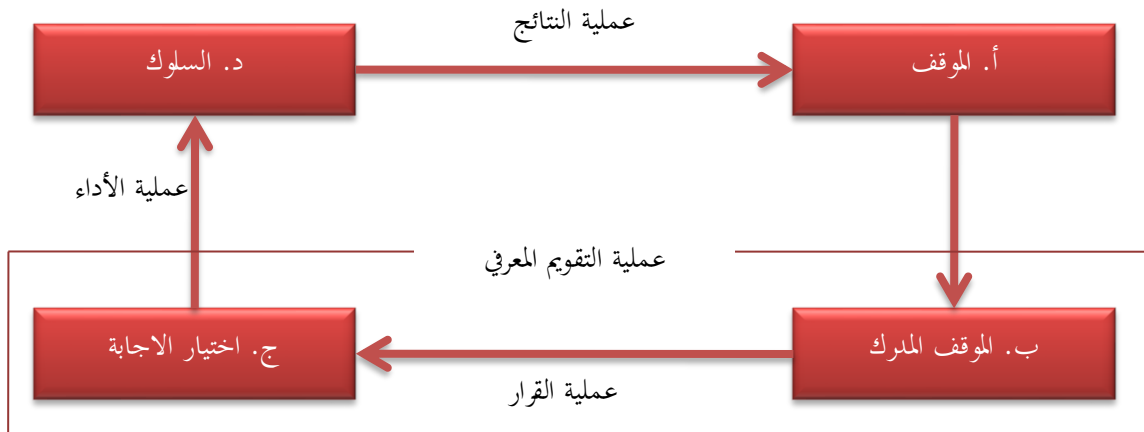 عملية النتائج
أ. الموقف
د. السلوك
عملية الأداء
عملية التقويم المعرفي
ب. الموقف المدرك
ج. اختيار الاجابة
عملية القرار